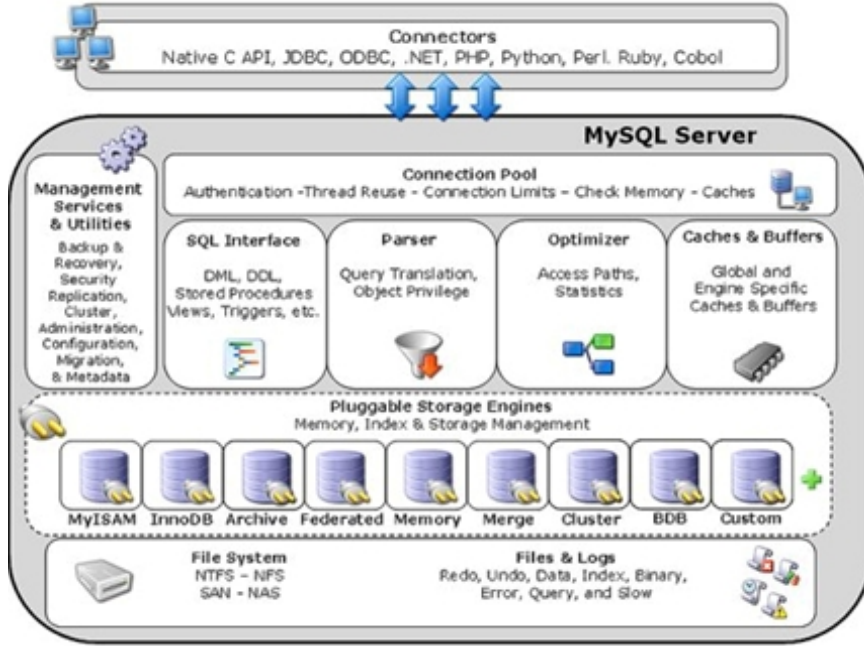 Connectors
Native C API, JDBC, ODBC, .NET, PHP, Python, Perl. Ruby, Cobol
MySQL Server
Management
Services
& Utilities
Backup &
Recovery,
Security
Replication,
Cluster,
Administration,
Configuration,
Migration,
& Metadata
Connection Pool
Authentication -Thread Reuse - Connection Limits – Check Memory - Caches
SQL Interface
DML, DDL,
Stored Procedures
Views, Triggers, etc.
Parser
Query Translation,
Object Privilege
Optimizer
Access Paths,
Statistics
Caches & Buffers
Global and
Engine Specific
Caches & Buffers
Pluggable Storage Engines
Memory, Index & Storage Management
MyISAM
InnoDB
Archive
Federated
Memory
Merge
Cluster
BDB
Custom
File System
NTFS – NFS
SAN - NAS
Files & Logs
Redo, Undo, Data, Index, Binary,
Error, Query, and Slow